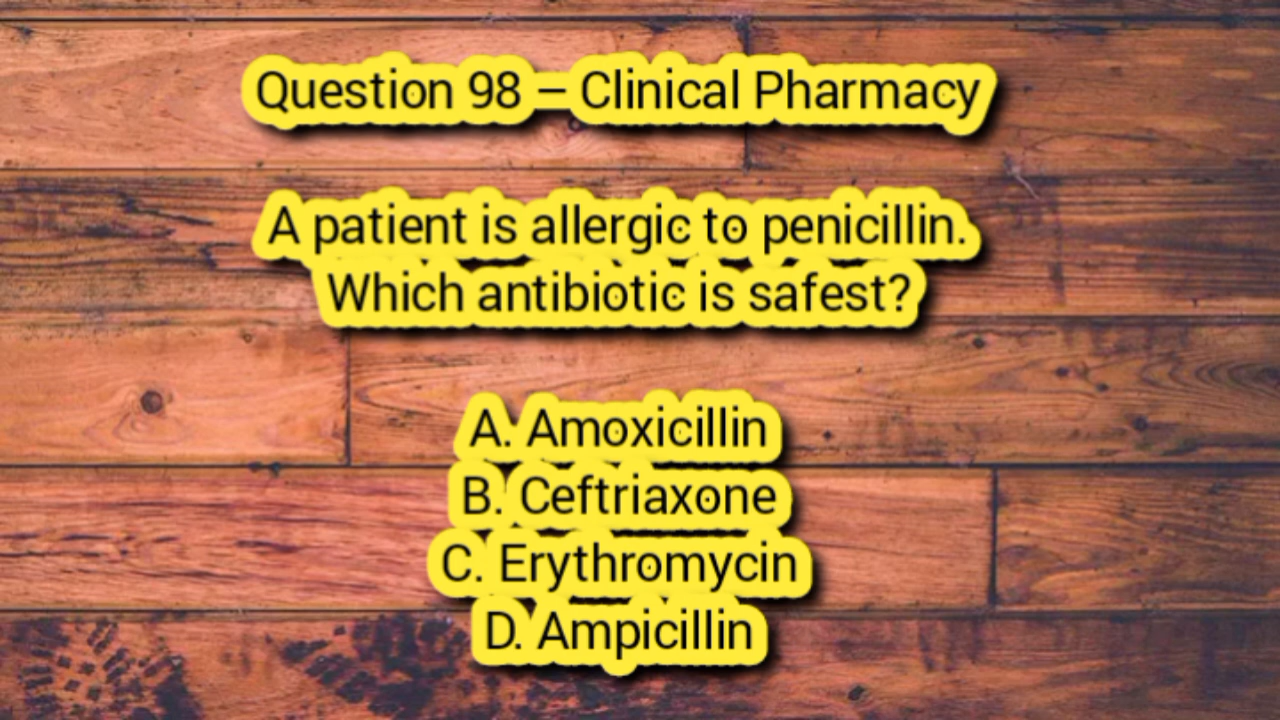 Question 98 – Clinical Pharmacy
A patient is allergic to penicillin.
Which antibiotic is safest?
A. Amoxicillin
B. Ceftriaxone
C. Erythromycin
D. Ampicillin